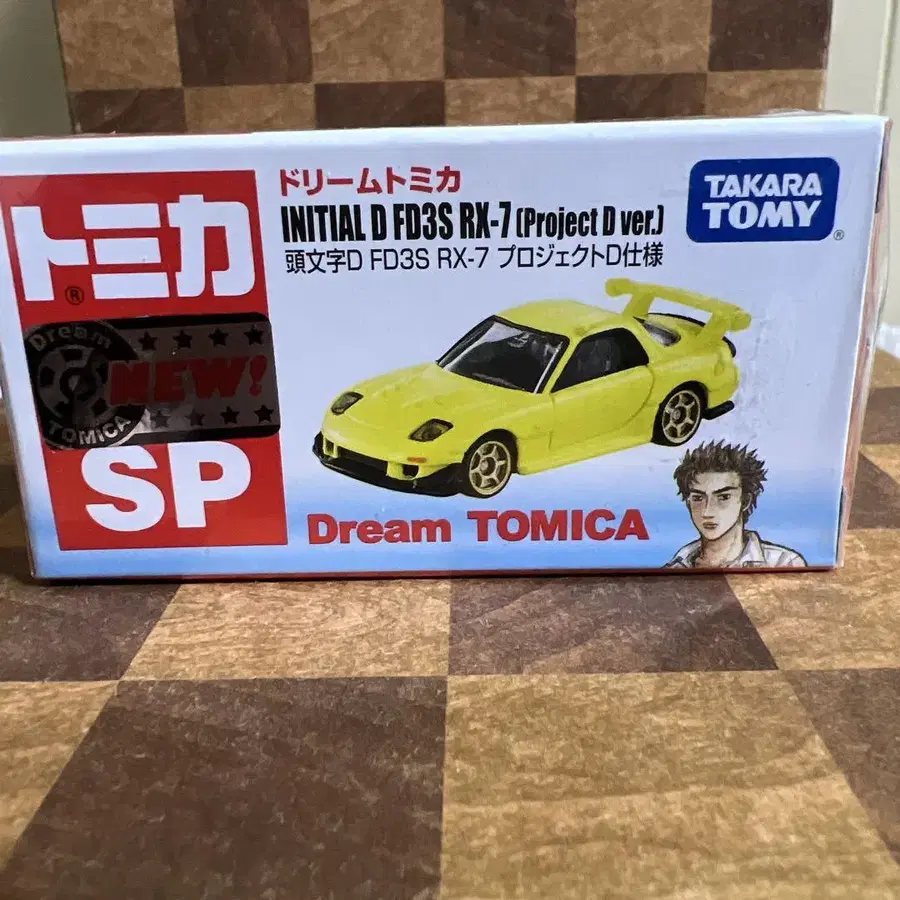 トミカ®
Dream
TOMICA
NEW!
SP
ドリームトミカ
INITIAL D FD3S RX-7 (Project D ver.)
頭文字D FD3S RX-7 プロジェクトD仕様
TAKARA
TOMY®
Dream TOMICA